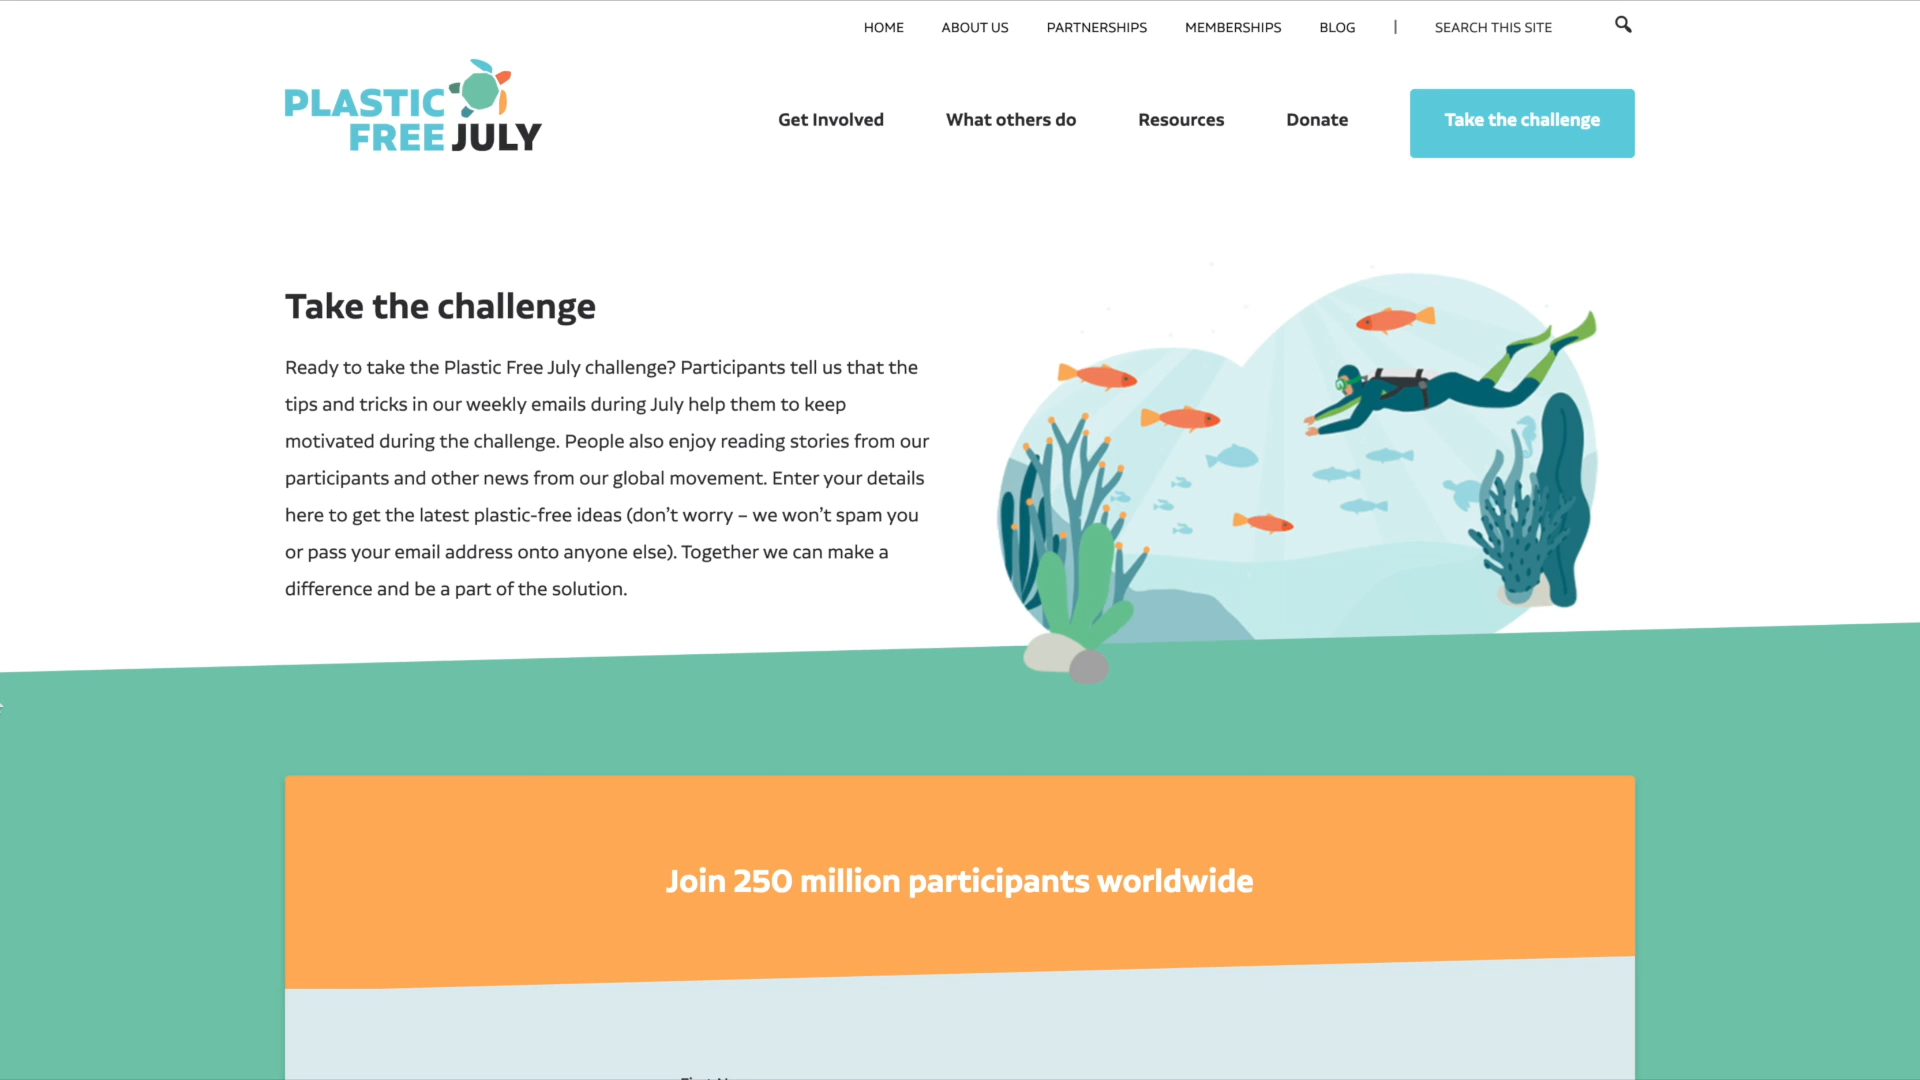 HOME ABOUT US PARTNERSHIPS MEMBERSHIPS BLOG | SEARCH THIS SITE
PLASTIC
FREE JULY
Get Involved What others do Resources Donate Take the challenge
Take the challenge
Ready to take the Plastic Free July challenge? Participants tell us that the
tips and tricks in our weekly emails during July help them to keep
motivated during the challenge. People also enjoy reading stories from our
participants and other news from our global movement. Enter your details
here to get the latest plastic-free ideas (don’t worry – we won’t spam you
or pass your email address onto anyone else). Together we can make a
difference and be a part of the solution.
Join 250 million participants worldwide